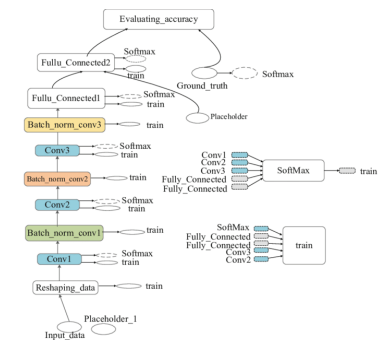 Evaluating_accuracy
Softmax
Fullu_Connected2
train
Softmax
Ground_truth
Fullu_Connected1
Softmax
train
Placeholder
Batch_norm_conv3
train
Conv3
Softmax
train
Batch_norm_conv2
train
Conv2
Softmax
train
Batch_norm_conv1
train
Conv1
Softmax
train
Reshaping_data
train
Placeholder_1
Input_data
Conv1
Conv2
Conv3
Fully_Connected
Fully_Connected
SoftMax
train
SoftMax
Fully_Connected
Fully_Connected
Conv3
Conv2
train